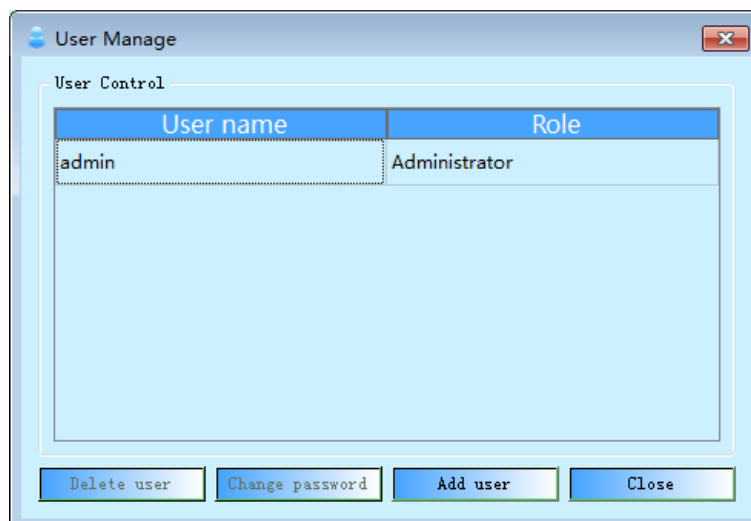 User Manage
User Control
User name Role
admin Administrator
Delete user Change password Add user Close